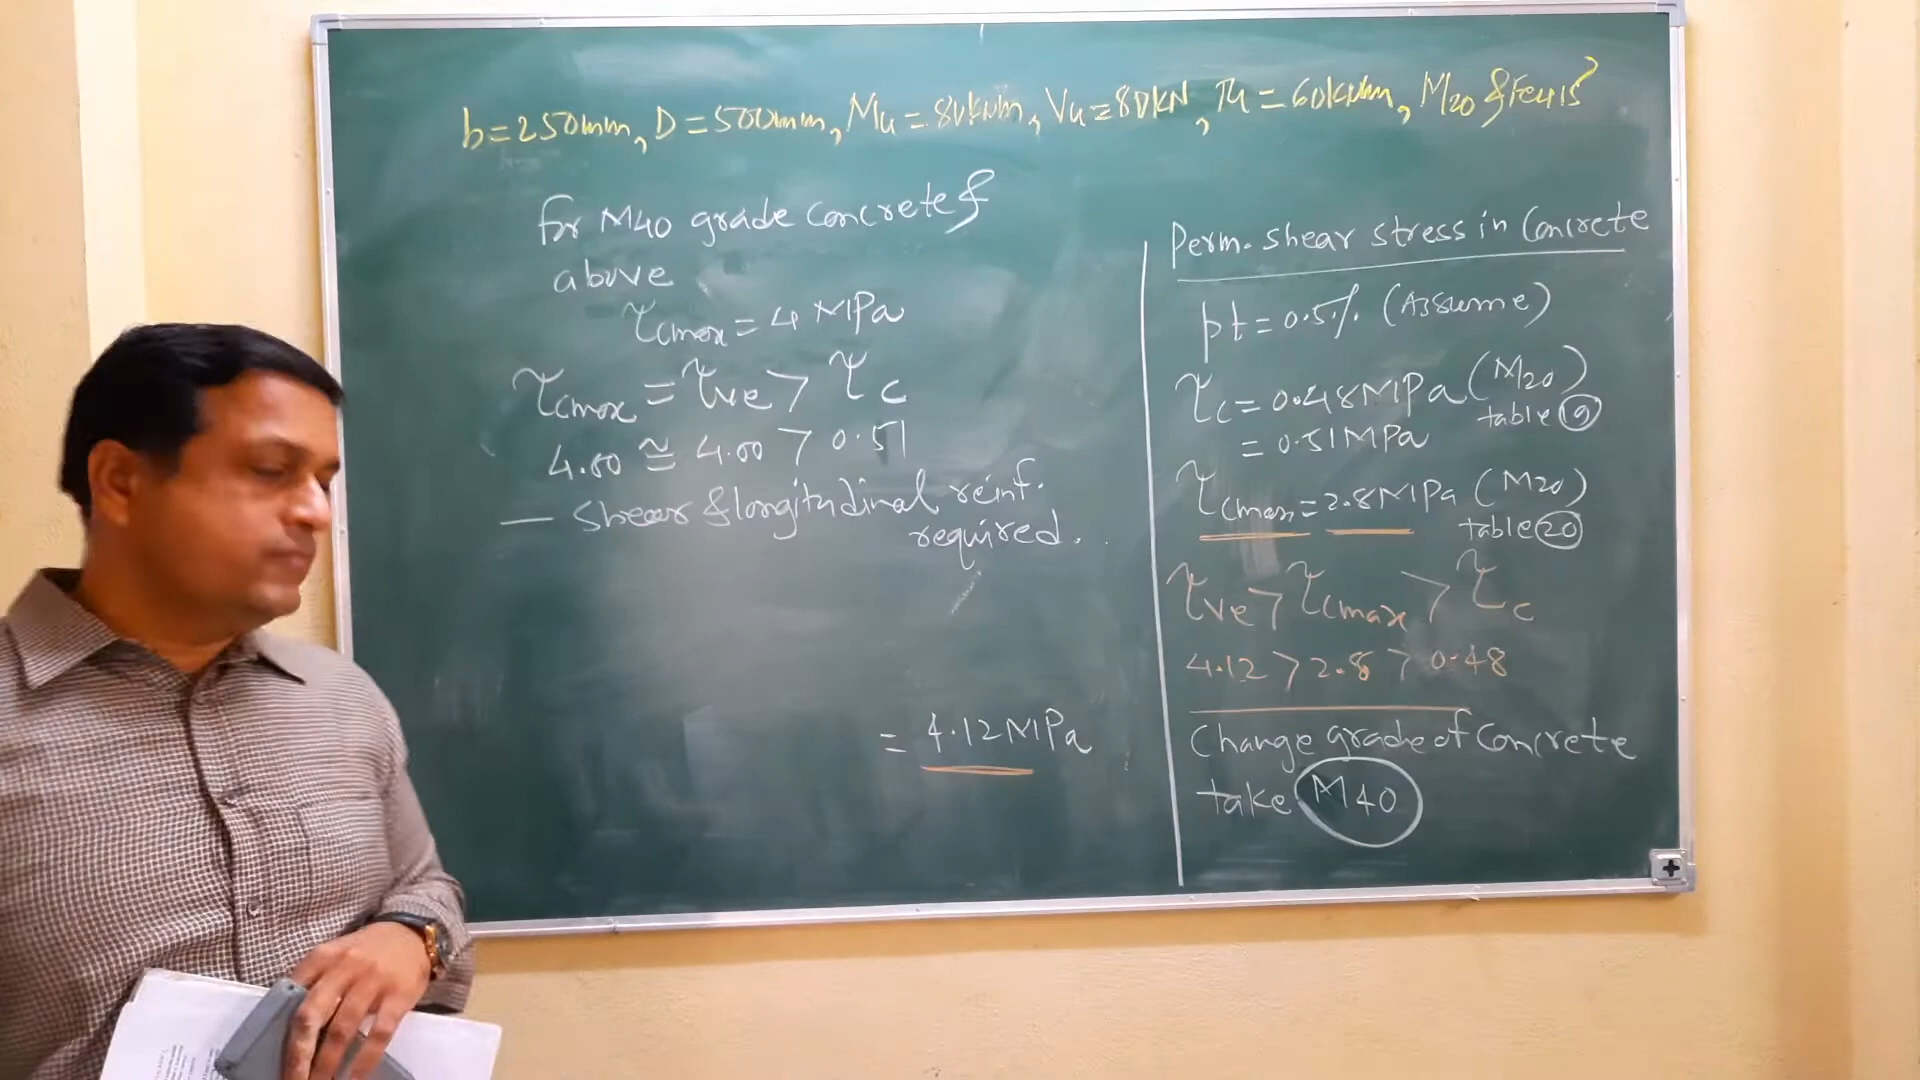 b=250mm, D=500mm, Mu=80kNm, Vu=80kN, Tu=60kNm, M20 & Fe415?
for M40 grade concrete &
above
τcmax = 4 MPa
τcmax = τve > τc
4.00 ≅ 4.00 > 0.51
— Shear & longitudinal reinf.
required.
= 4.12 MPa
Perm. shear stress in Concrete
pt = 0.5% (Assume)
τc = 0.48 MPa (M20)
table 19
= 0.51 MPa
τcmax = 2.8 MPa (M20)
table 20
τve > τcmax > τc
4.12 > 2.8 > 0.48
Change grade of Concrete
take M40